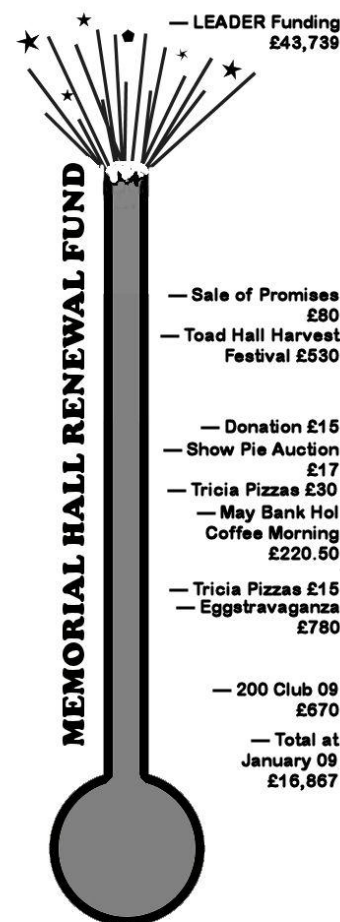 — LEADER Funding
£43,739
MEMORIAL HALL RENEWAL FUND
— Sale of Promises
£80
— Toad Hall Harvest
Festival £530
— Donation £15
— Show Pie Auction
£17
— Tricia Pizzas £30
— May Bank Hol
Coffee Morning
£220.50
— Tricia Pizzas £15
— Eggstravaganza
£780
— 200 Club 09
£670
— Total at
January 09
£16,867